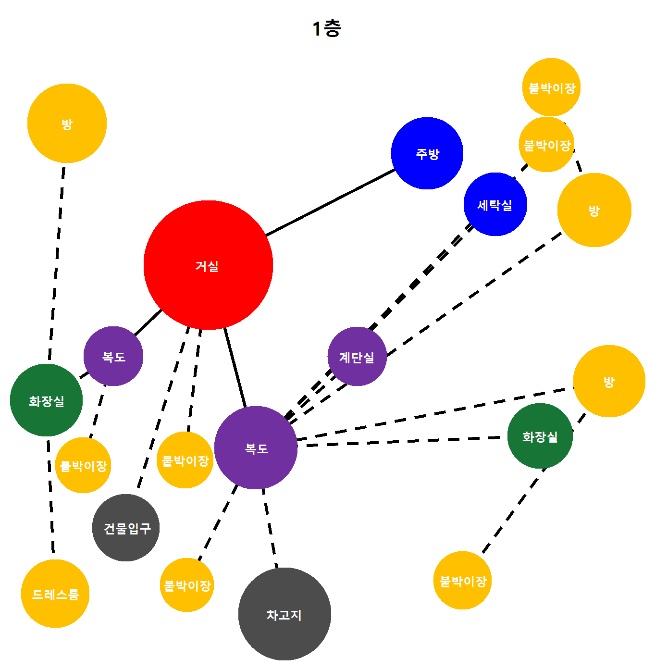 1층
붙박이장
방
주방
붙박이장
세탁실
방
거실
복도
계단실
방
화장실
화장실
붙박이장
붙박이장
복도
건물입구
붙박이장
붙박이장
드레스룸
차고지